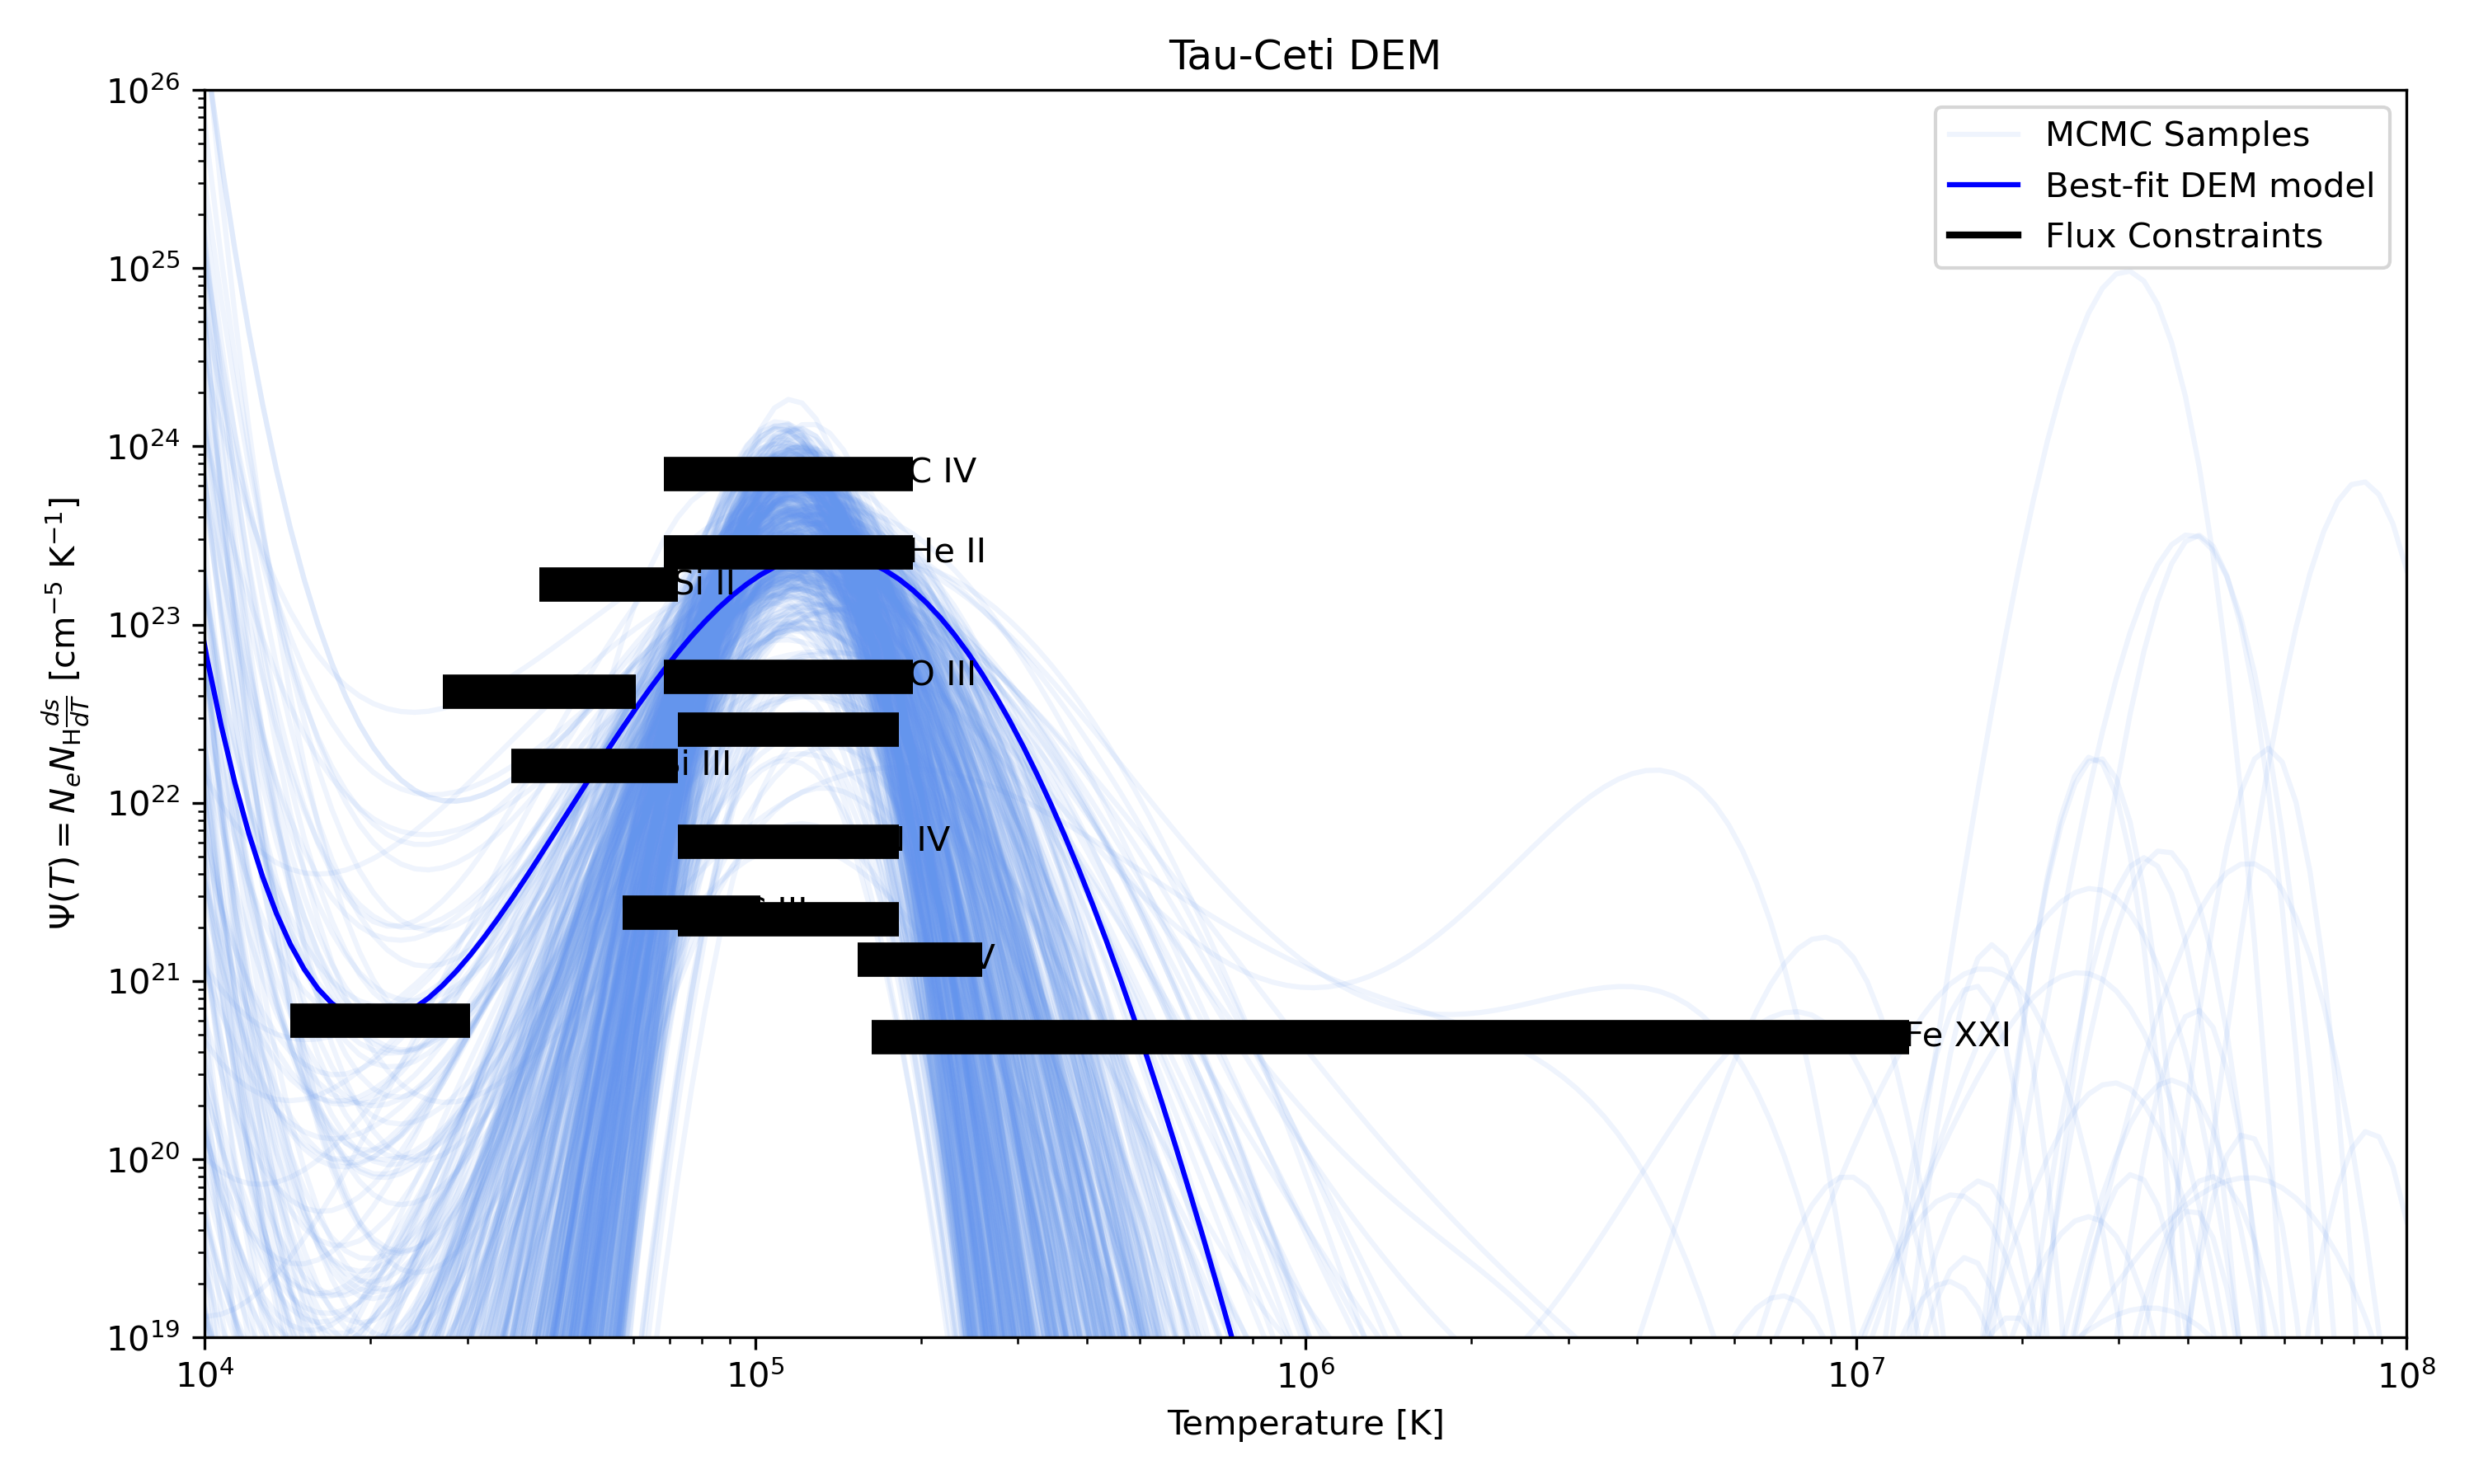 Tau-Ceti DEM
10^26
10^25
10^24
10^23
10^22
10^21
10^20
10^19
Ψ(T) = N_e N_H ds/dT [cm^−5 K^−1]
MCMC Samples
Best-fit DEM model
Flux Constraints
C IV
He II
Si II
O III
III
IV
III
V
Fe XXI
10^4
10^5
10^6
10^7
10^8
Temperature [K]